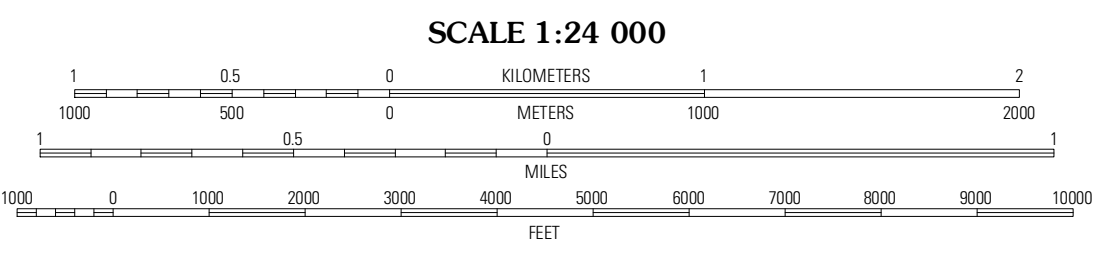 SCALE 1:24 000
1 0.5 0 KILOMETERS 1 2
1000 500 0 METERS 1000 2000
1 0.5 0 1
MILES
1000 0 1000 2000 3000 4000 5000 6000 7000 8000 9000 10000
FEET